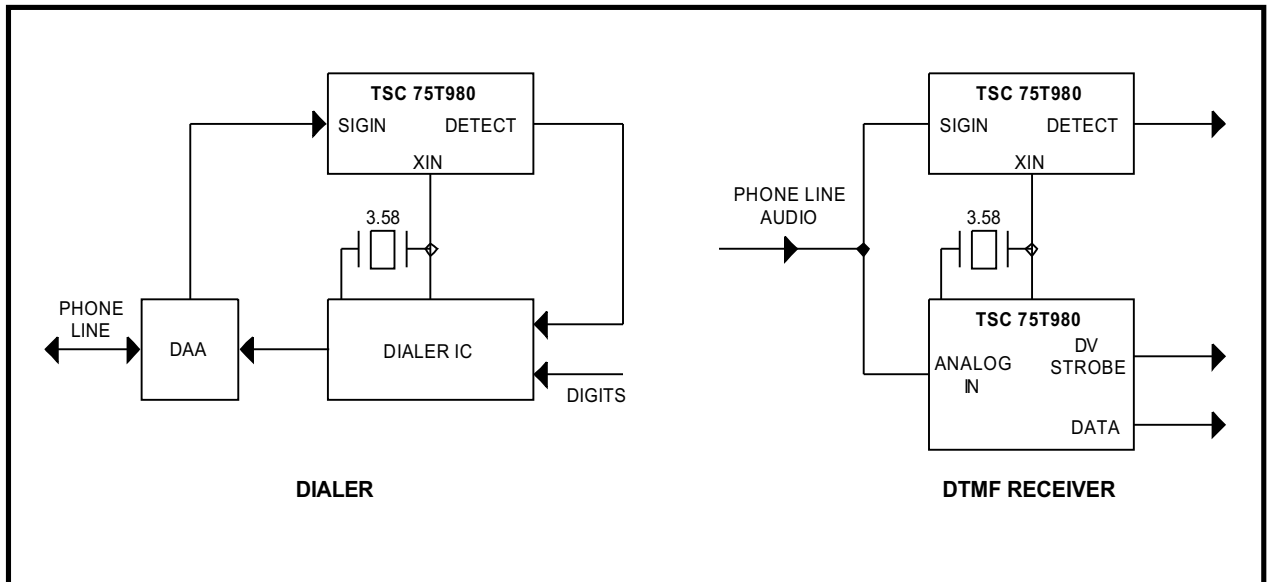 TSC 75T980
SIGIN DETECT
XIN
3.58
PHONE
LINE
DAA
DIALER IC
DIGITS
DIALER
TSC 75T980
SIGIN DETECT
XIN
PHONE LINE
AUDIO
3.58
TSC 75T980
ANALOG
IN
DV
STROBE
DATA
DTMF RECEIVER